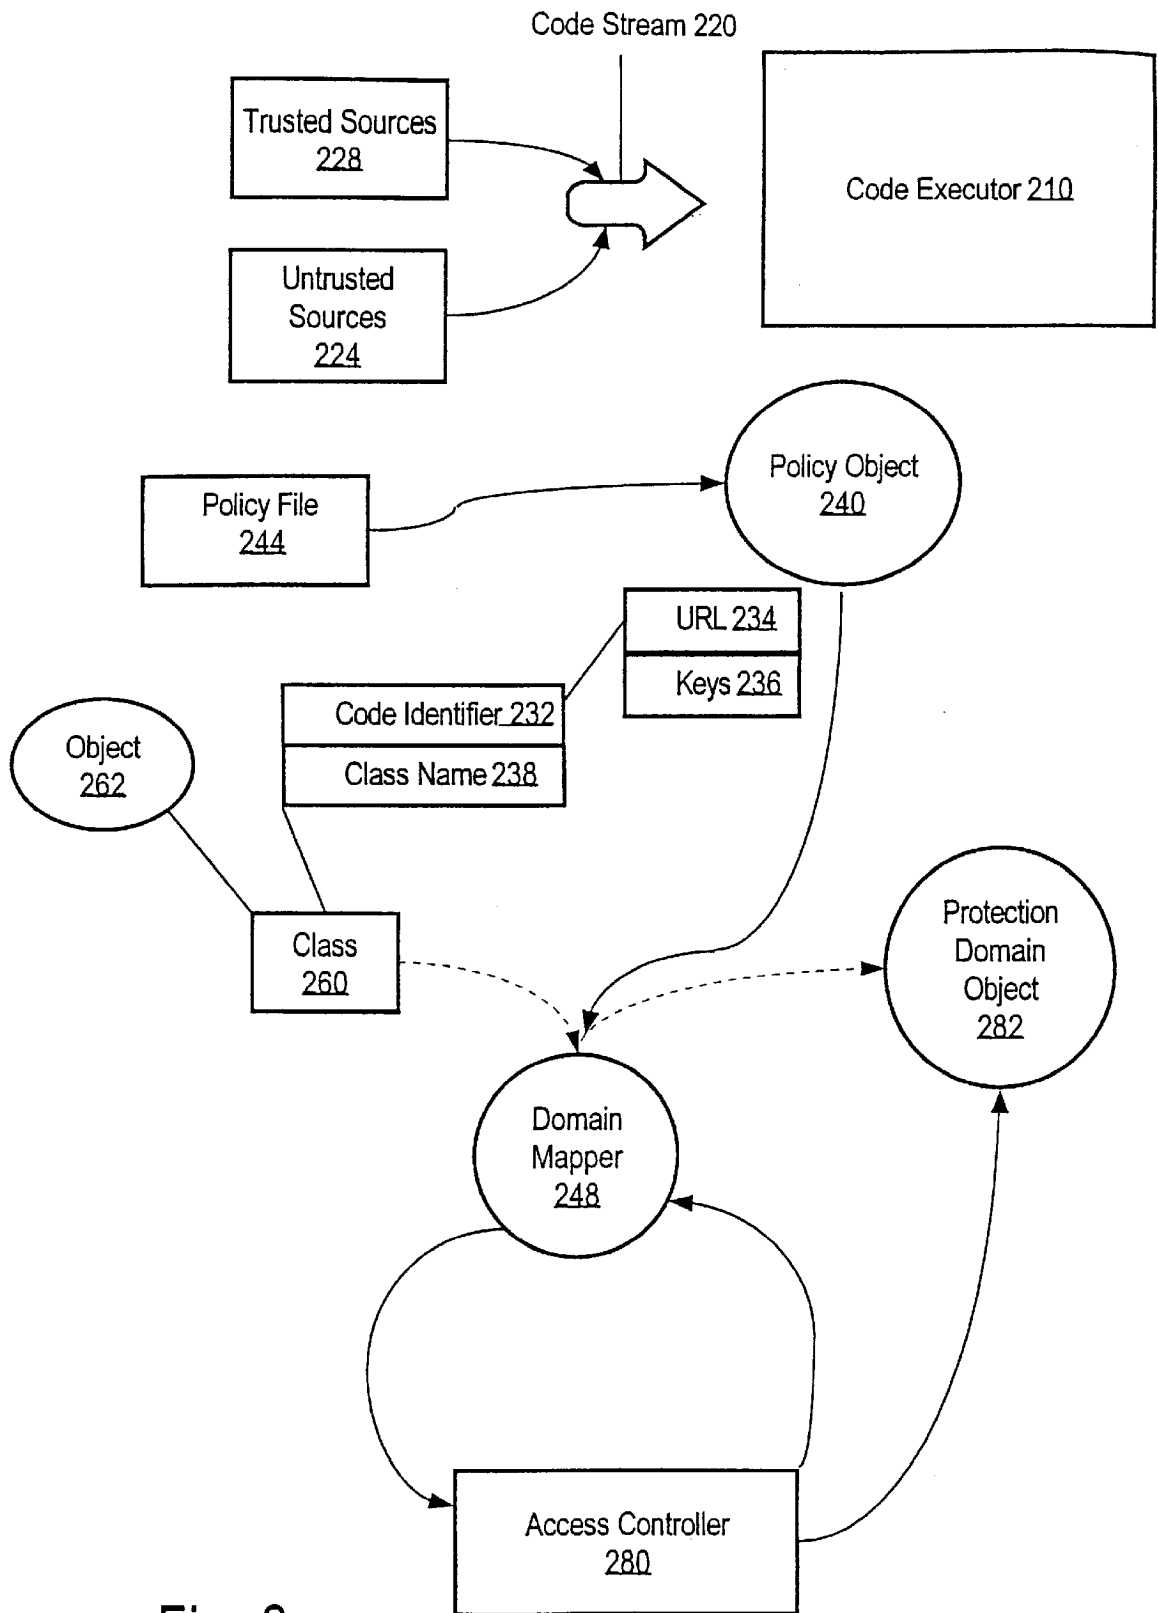 Code Stream 220
Trusted Sources
228
Code Executor 210
Untrusted
Sources
224
Policy Object
240
Policy File
244
URL 234
Keys 236
Code Identifier 232
Class Name 238
Object
262
Class
260
Protection
Domain
Object
282
Domain
Mapper
248
Access Controller
280